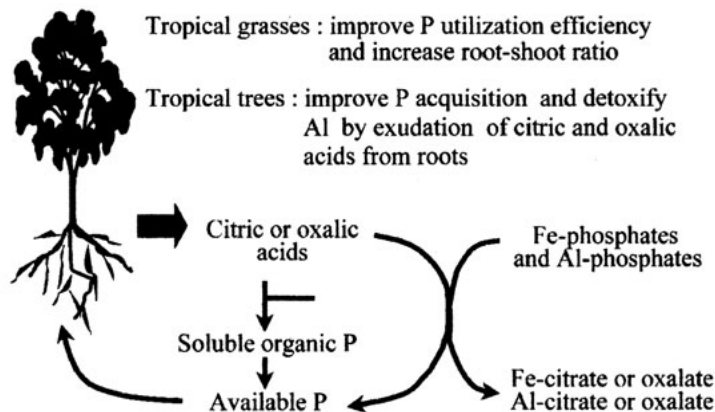 Tropical grasses : improve P utilization efficiency
and increase root-shoot ratio
Tropical trees : improve P acquisition and detoxify
Al by exudation of citric and oxalic
acids from roots
Citric or oxalic
acids
Fe-phosphates
and Al-phosphates
Soluble organic P
Available P
Fe-citrate or oxalate
Al-citrate or oxalate